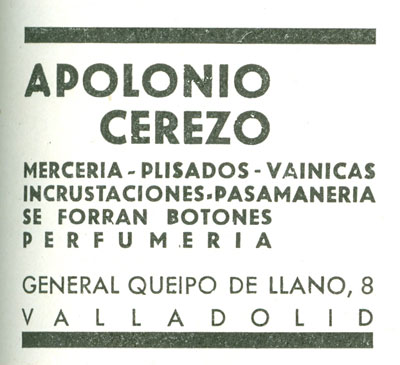 APOLONIO
CEREZO
MERCERIA - PLISADOS - VAINICAS
INCRUSTACIONES-PASAMANERIA
SE FORRAN BOTONES
PERFUMERIA
GENERAL QUEIPO DE LLANO, 8
VALLADOLID